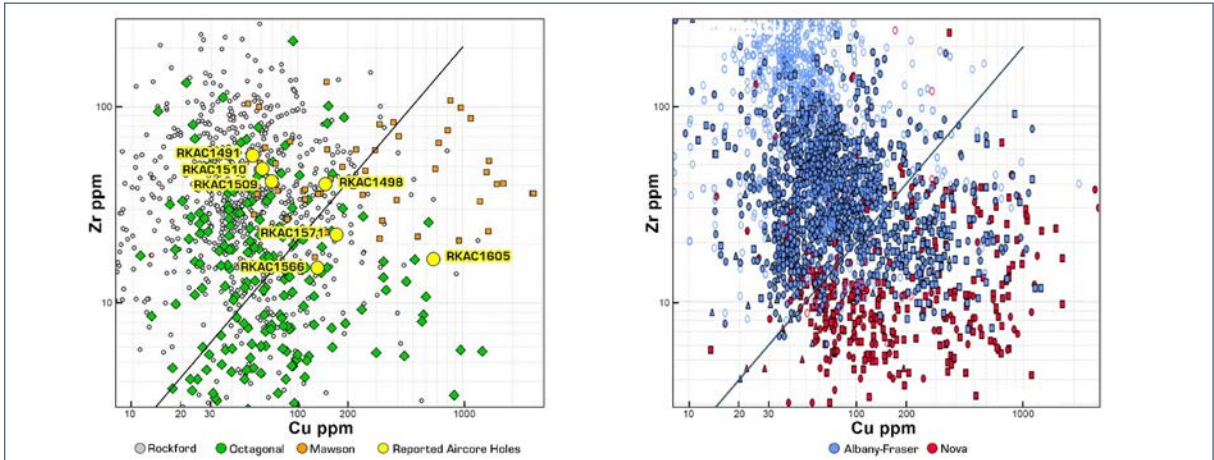 Zr ppm
100
10
RKAC1491
RKAC1510
RKAC1509
RKAC1498
RKAC1571
RKAC1566
RKAC1605
10 20 30 100 200 1000
Cu ppm
Rockford Octagonal Mawson Reported Aircore Holes
Zr ppm
100
10
10 20 30 100 200 1000
Cu ppm
Albany-Fraser Nova